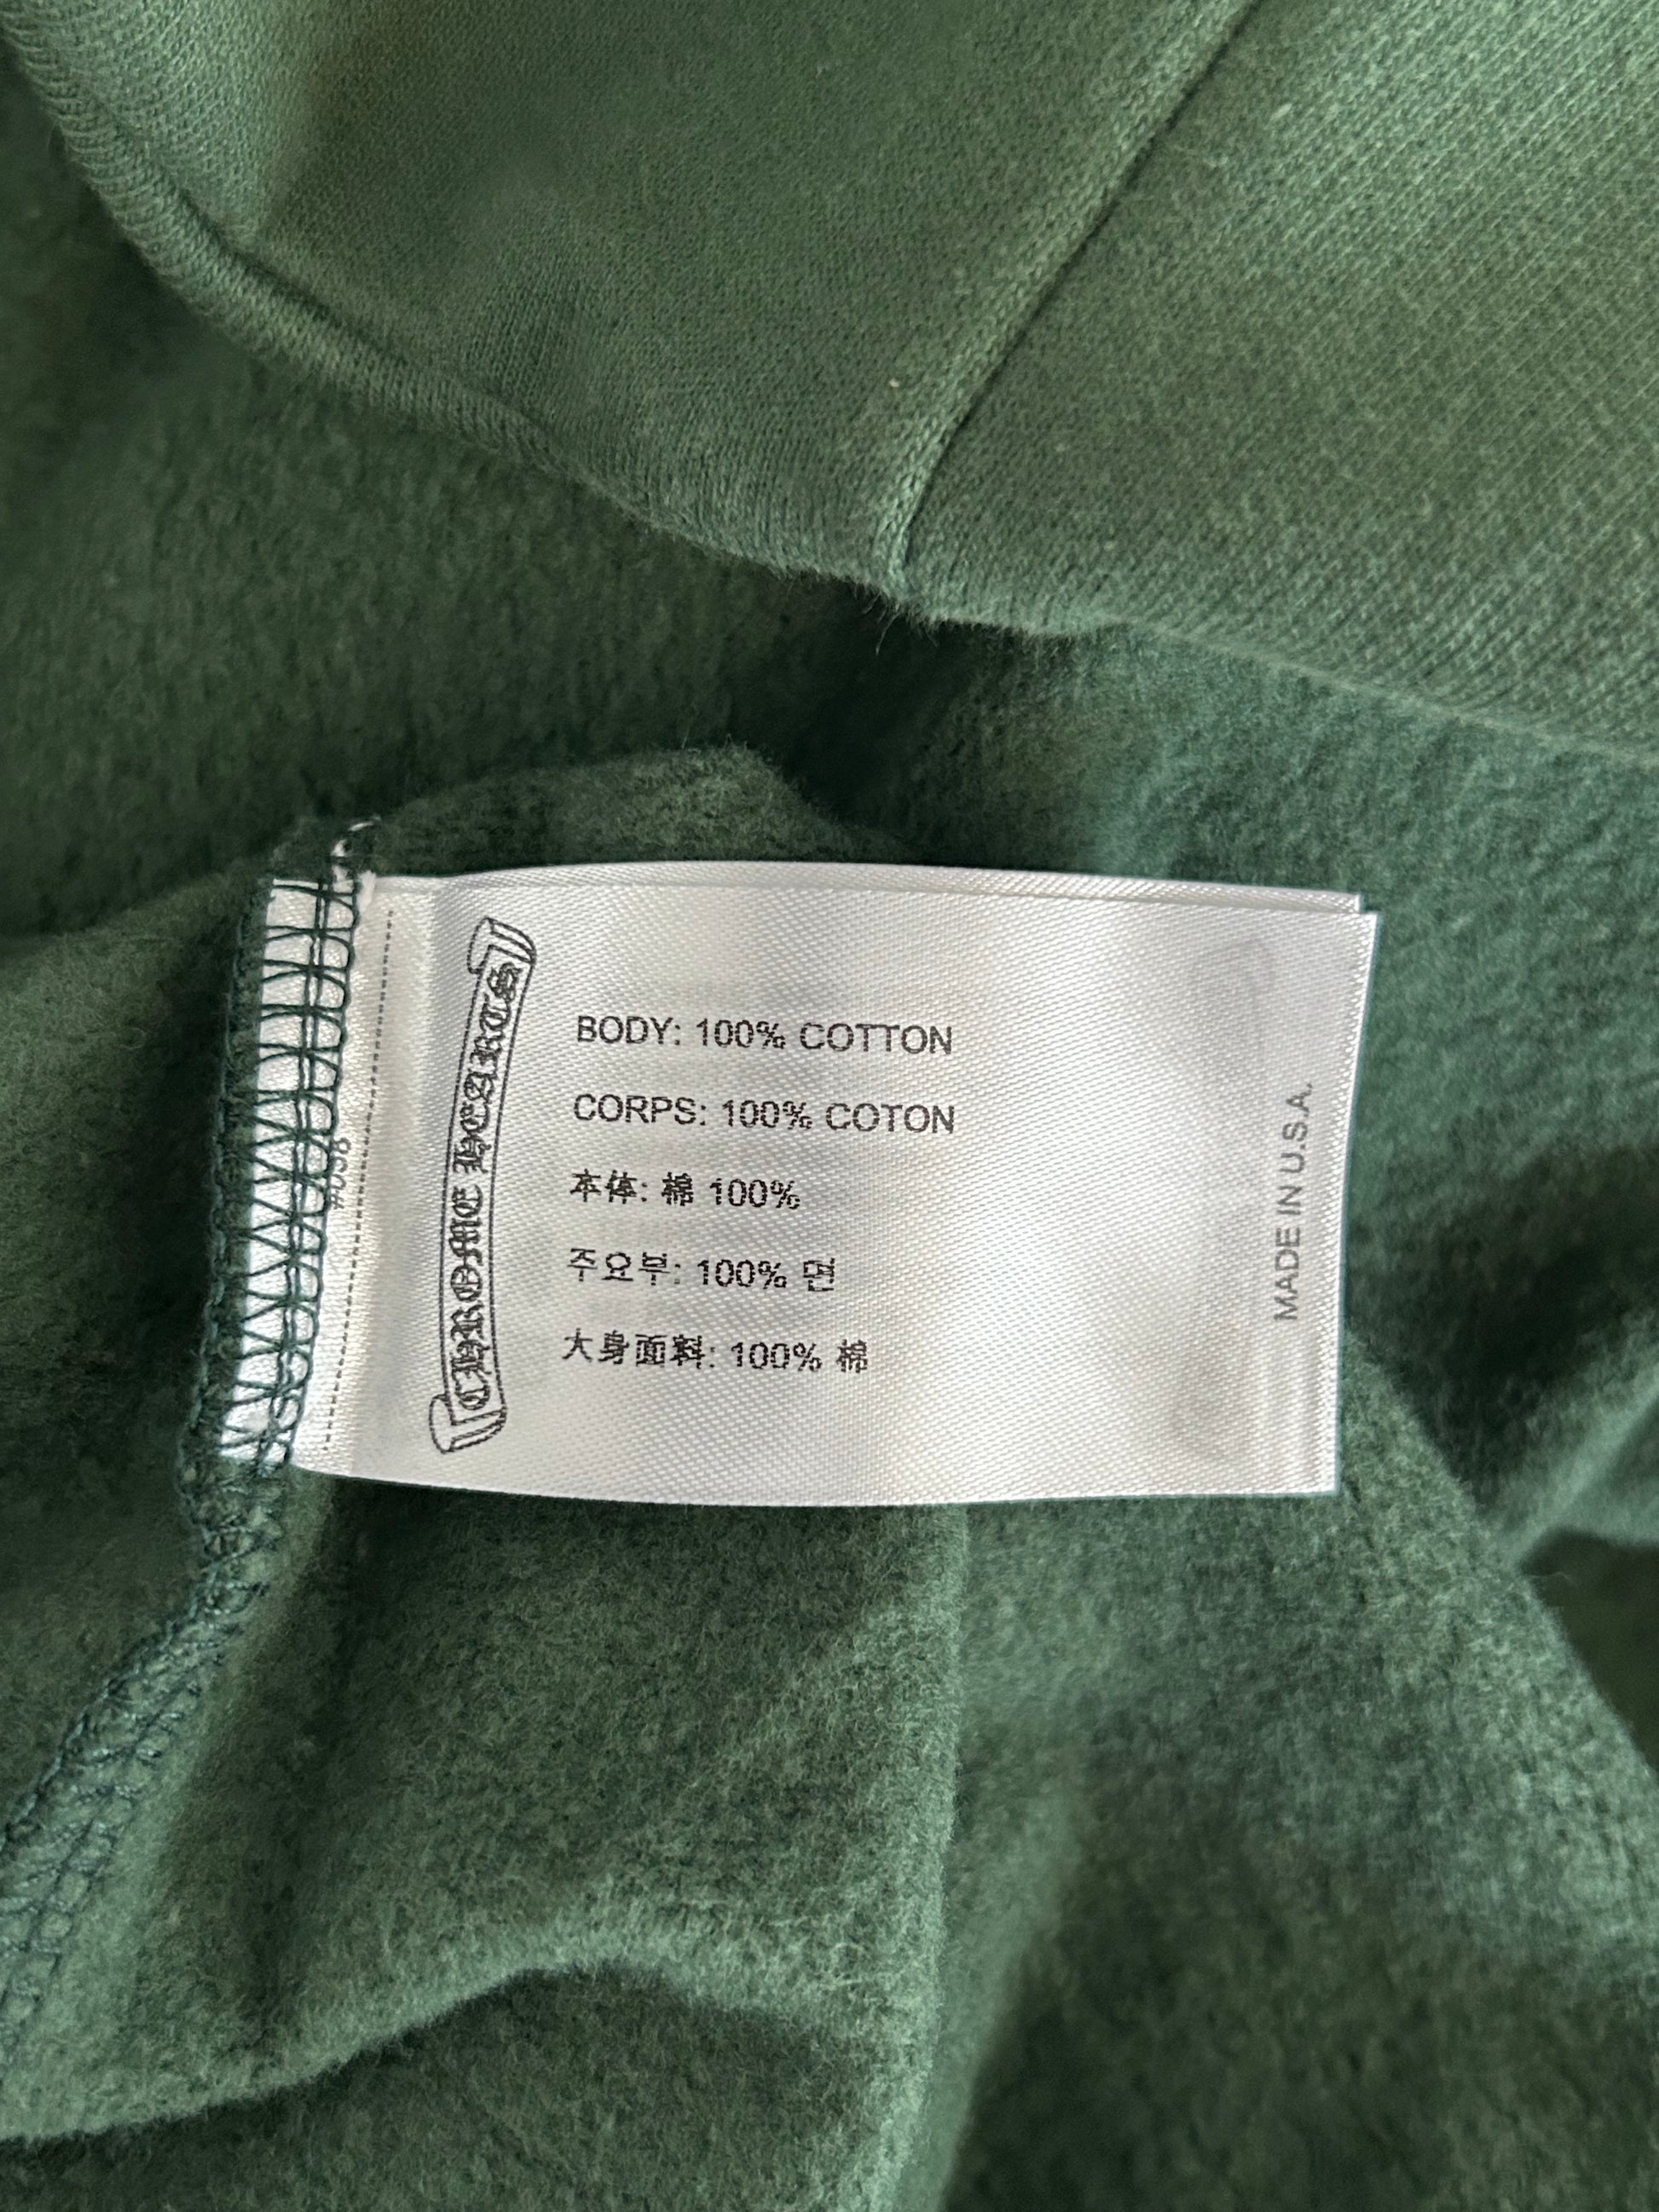 #058
CHROME HEARTS
BODY: 100% COTTON
CORPS: 100% COTON
本体: 棉 100%
주요부: 100% 면
大身面料: 100% 棉
MADE IN U.S.A.